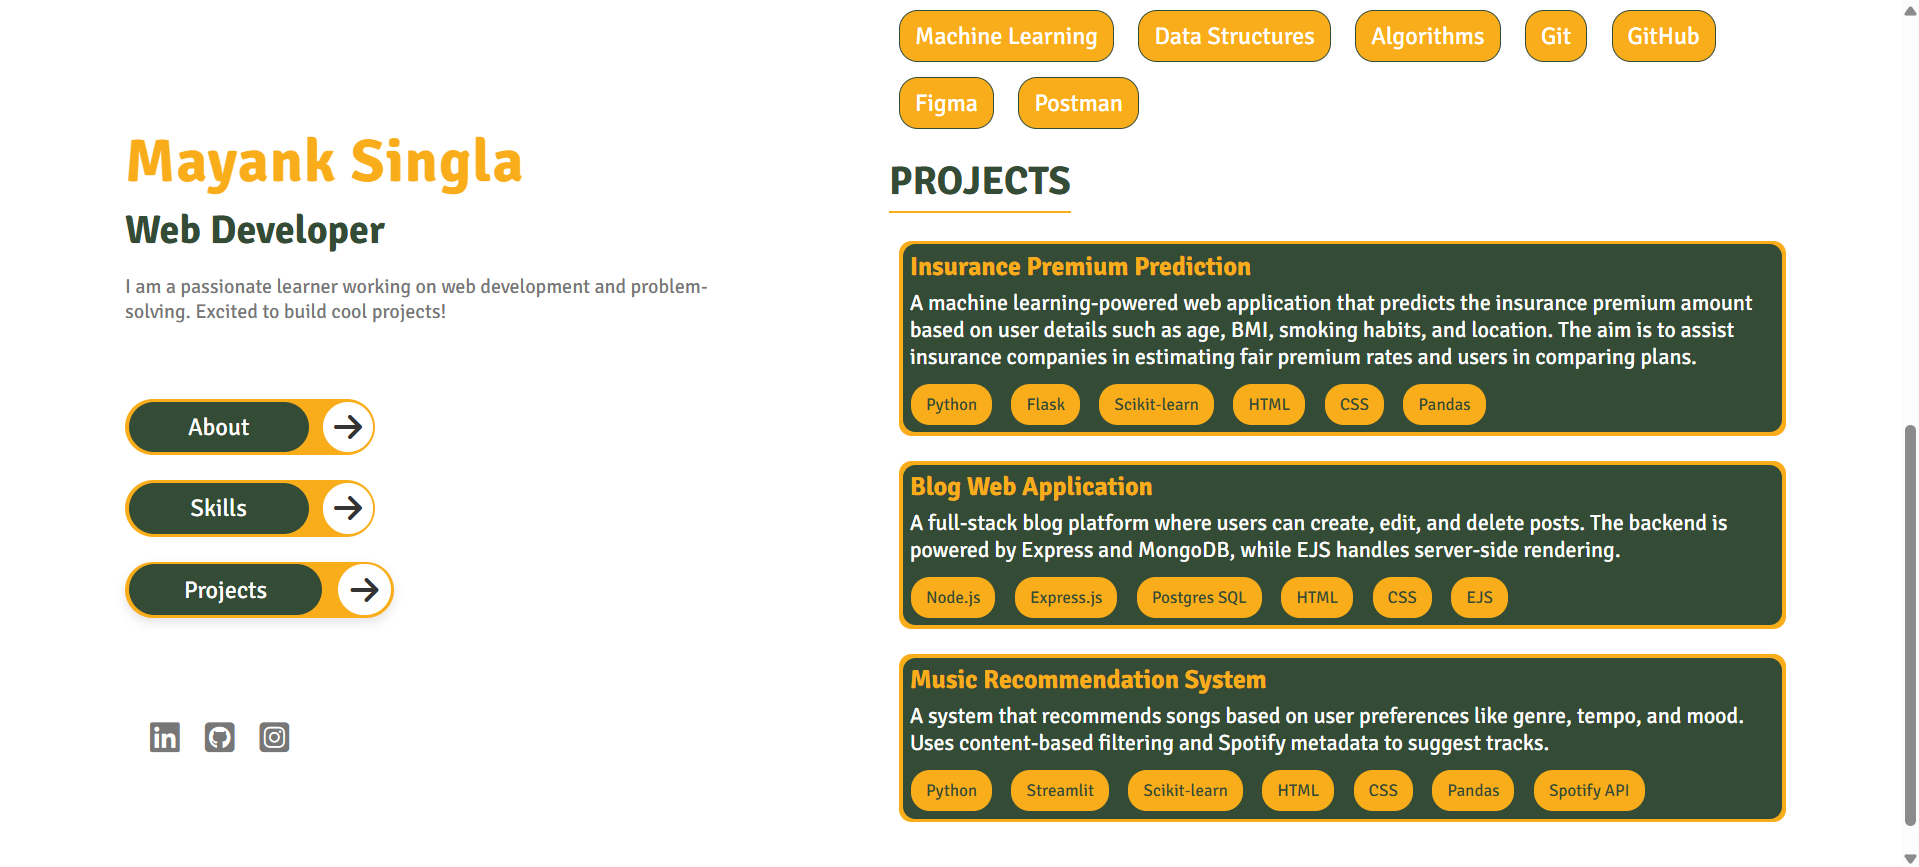 Mayank Singla
Web Developer
I am a passionate learner working on web development and problem-
solving. Excited to build cool projects!
About
Skills
Projects
in
Machine Learning
Data Structures
Algorithms
Git
GitHub
Figma
Postman
PROJECTS
Insurance Premium Prediction
A machine learning-powered web application that predicts the insurance premium amount
based on user details such as age, BMI, smoking habits, and location. The aim is to assist
insurance companies in estimating fair premium rates and users in comparing plans.
Python
Flask
Scikit-learn
HTML
CSS
Pandas
Blog Web Application
A full-stack blog platform where users can create, edit, and delete posts. The backend is
powered by Express and MongoDB, while EJS handles server-side rendering.
Node.js
Express.js
Postgres SQL
HTML
CSS
EJS
Music Recommendation System
A system that recommends songs based on user preferences like genre, tempo, and mood.
Uses content-based filtering and Spotify metadata to suggest tracks.
Python
Streamlit
Scikit-learn
HTML
CSS
Pandas
Spotify API